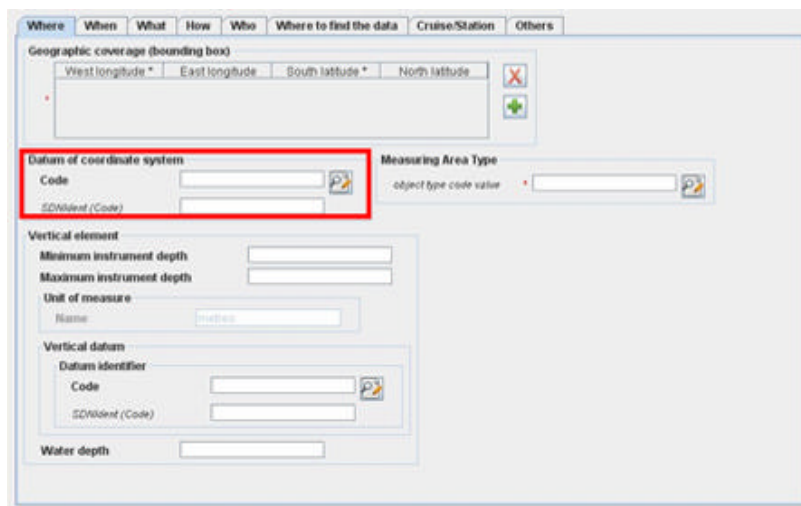 Where When What How Who Where to find the data Cruise/Station Others
Geographic coverage (bounding box)
West longitude * East longitude South latitude * North latitude
*
Datum of coordinate system
Code
SDNIdent (Code)
Measuring Area Type
object type code value *
Vertical element
Minimum instrument depth
Maximum instrument depth
Unit of measure
Name metres
Vertical datum
Datum identifier
Code
SDNIdent (Code)
Water depth